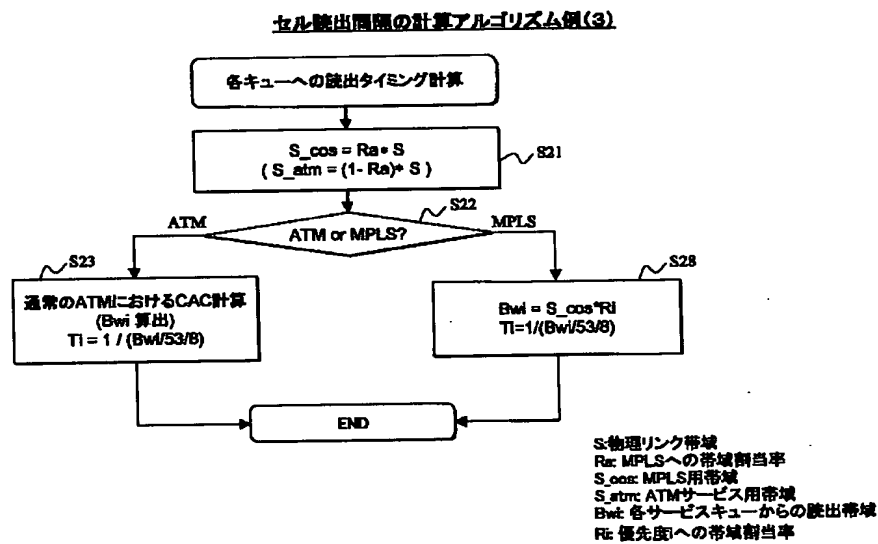 セル読出間隔の計算アルゴリズム例(3)
各キューへの読出タイミング計算
S_cos = Ra* S
( S_atm = (1- Ra)* S )
S21
S22
ATM
ATM or MPLS?
MPLS
S23
通常のATMにおけるCAC計算
(Bwi 算出)
Ti = 1 / (Bwi/53/8)
S28
Bwi = S_cos*Ri
Ti=1/(Bwi/53/8)
END
S:物理リンク帯域
Ra: MPLSへの帯域割当率
S_cos: MPLS用帯域
S_atm: ATMサービス用帯域
Bwi: 各サービスキューからの読出帯域
Ri: 優先度iへの帯域割当率